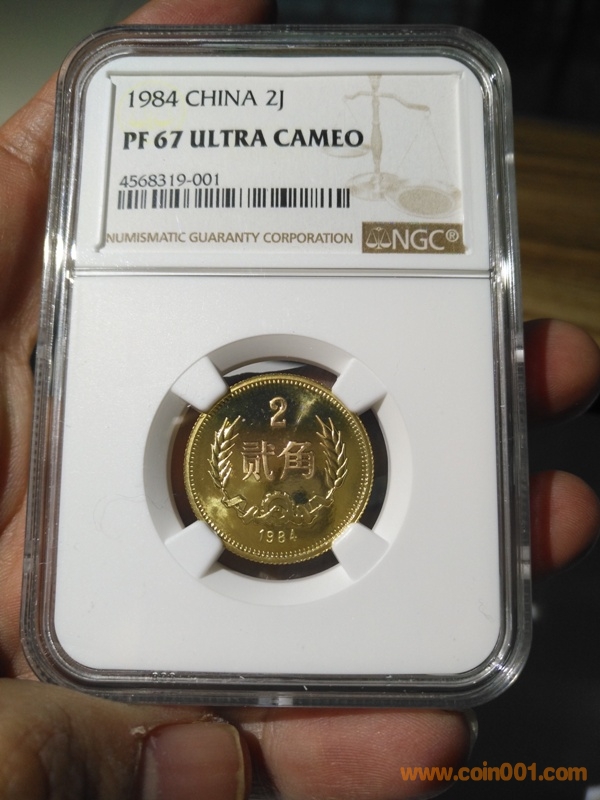 1984 CHINA 2J
PF 67 ULTRA CAMEO
4568319-001
NUMISMATIC GUARANTY CORPORATION NGC®
2
贰角
1984
www.coin001.com